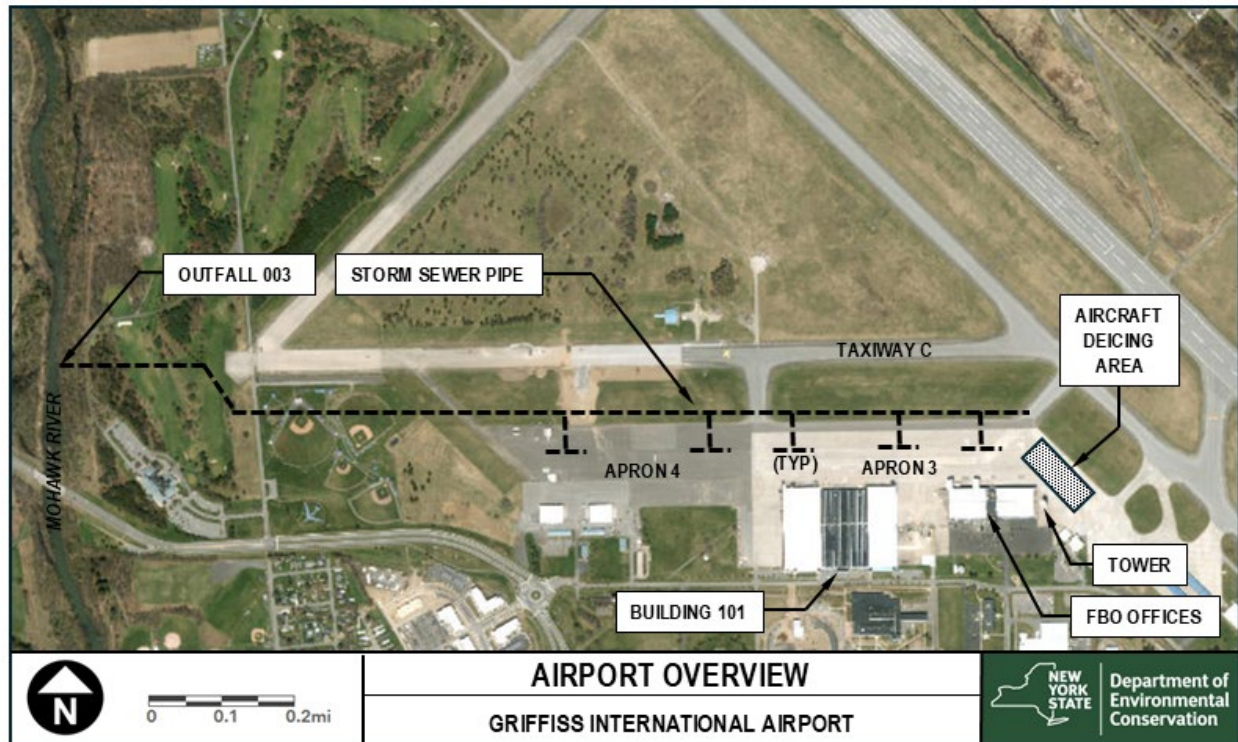 OUTFALL 003
STORM SEWER PIPE
AIRCRAFT
DEICING
AREA
TAXIWAY C
MOHAWK RIVER
(TYP)
APRON 4
APRON 3
TOWER
BUILDING 101
FBO OFFICES
N
0 0.1 0.2mi
AIRPORT OVERVIEW
GRIFFISS INTERNATIONAL AIRPORT
NEW
YORK
STATE
Department of
Environmental
Conservation